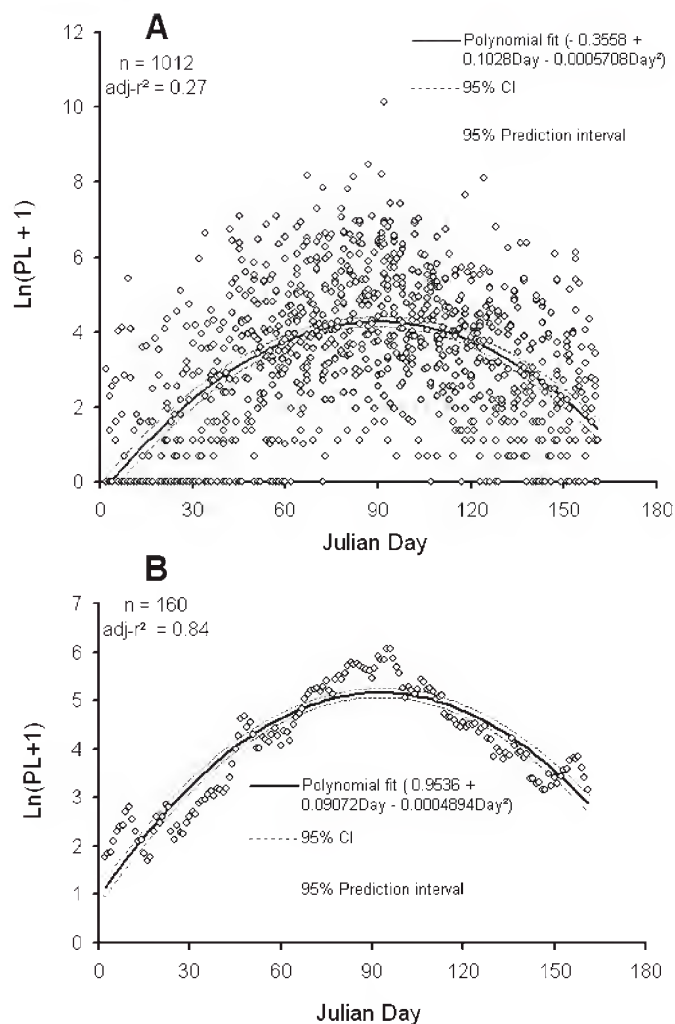 A
n = 1012
adj-r² = 0.27
Polynomial fit (- 0.3558 +
0.1028Day - 0.0005708Day²)
95% CI
95% Prediction interval
12
10
8
6
4
2
0
Ln(PL + 1)
0 30 60 90 120 150 180
Julian Day
B
n = 160
adj-r² = 0.84
7
6
5
4
3
2
1
0
Ln(PL+1)
Polynomial fit ( 0.9536 +
0.09072Day - 0.0004894Day²)
95% CI
95% Prediction interval
0 30 60 90 120 150 180
Julian Day